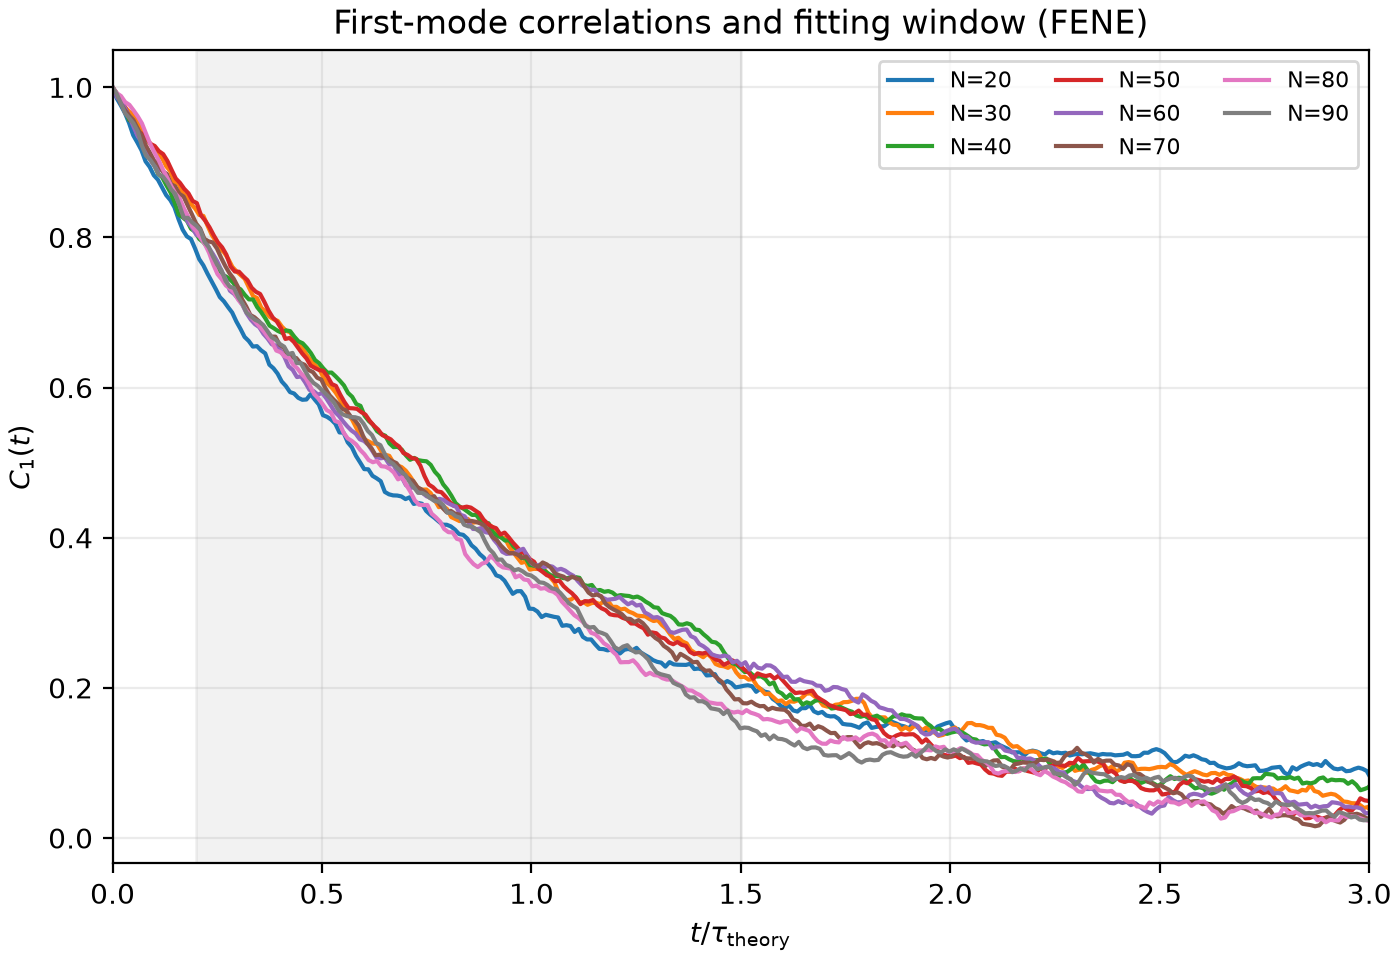 First-mode correlations and fitting window (FENE)
N=20 N=50 N=80
N=30 N=60 N=90
N=40 N=70
1.0
0.8
0.6
0.4
0.2
0.0
C₁(t)
0.0 0.5 1.0 1.5 2.0 2.5 3.0
t/τ_theory